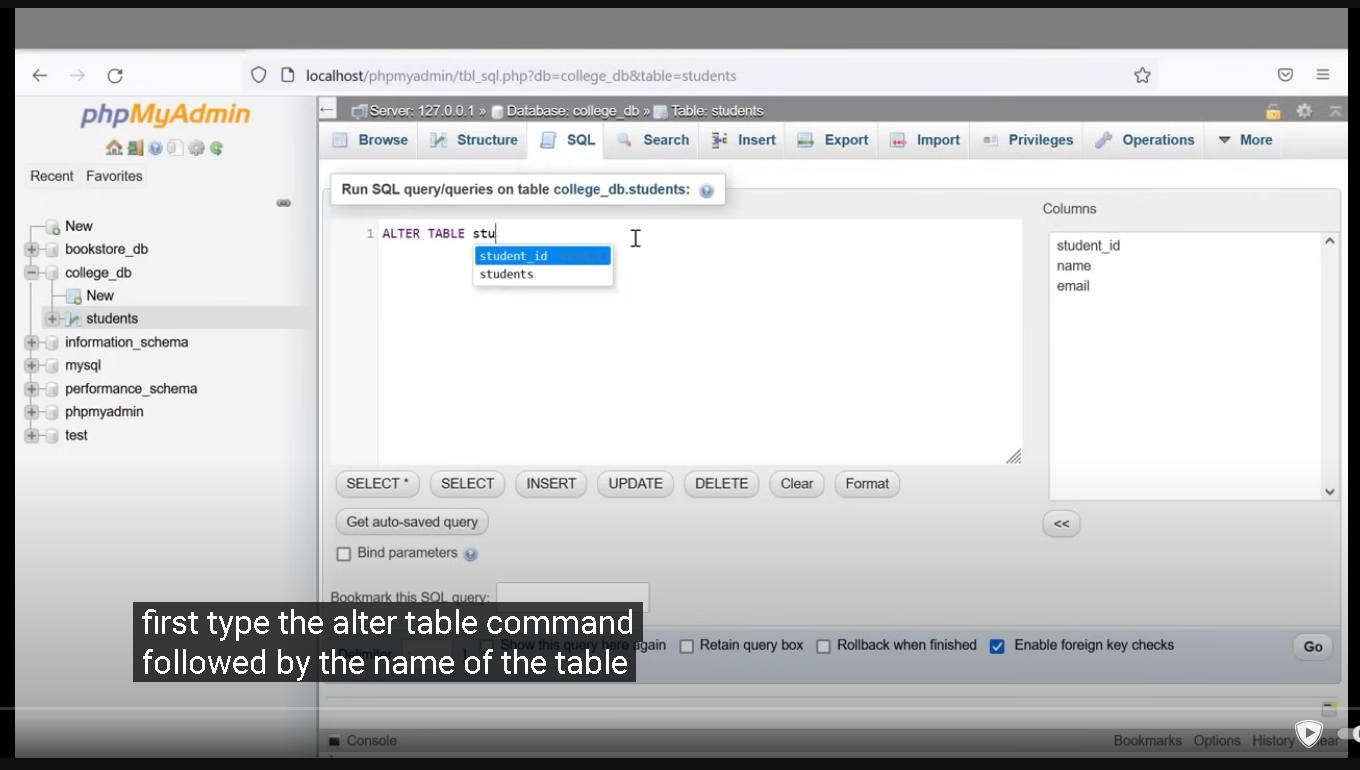 localhost/phpmyadmin/tbl_sql.php?db=college_db&table=students
phpMyAdmin
Recent Favorites
New
bookstore_db
college_db
New
students
information_schema
mysql
performance_schema
phpmyadmin
test
Server: 127.0.0.1 » Database: college_db » Table: students
Browse Structure SQL Search Insert Export Import Privileges Operations More
Run SQL query/queries on table college_db.students:
1 ALTER TABLE stu
student_id
students
Columns
student_id
name
email
<<
SELECT * SELECT INSERT UPDATE DELETE Clear Format
Get auto-saved query
Bind parameters
Bookmark this SQL query:
Show this query here again Retain query box Rollback when finished Enable foreign key checks Go
first type the alter table command
followed by the name of the table
Console Bookmarks Options History